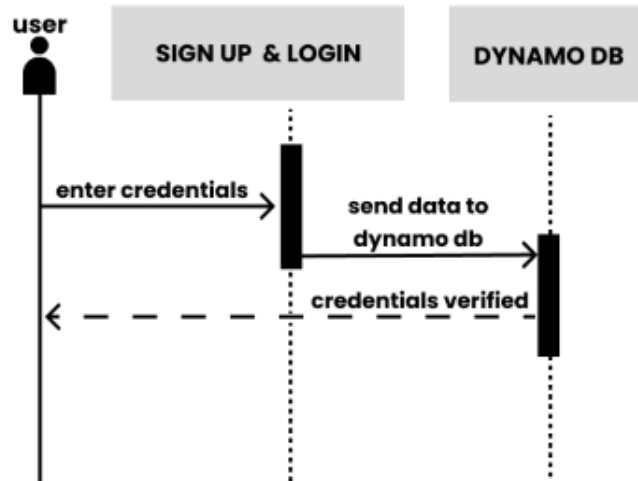 user
SIGN UP & LOGIN
DYNAMO DB
enter credentials
send data to
dynamo db
credentials verified